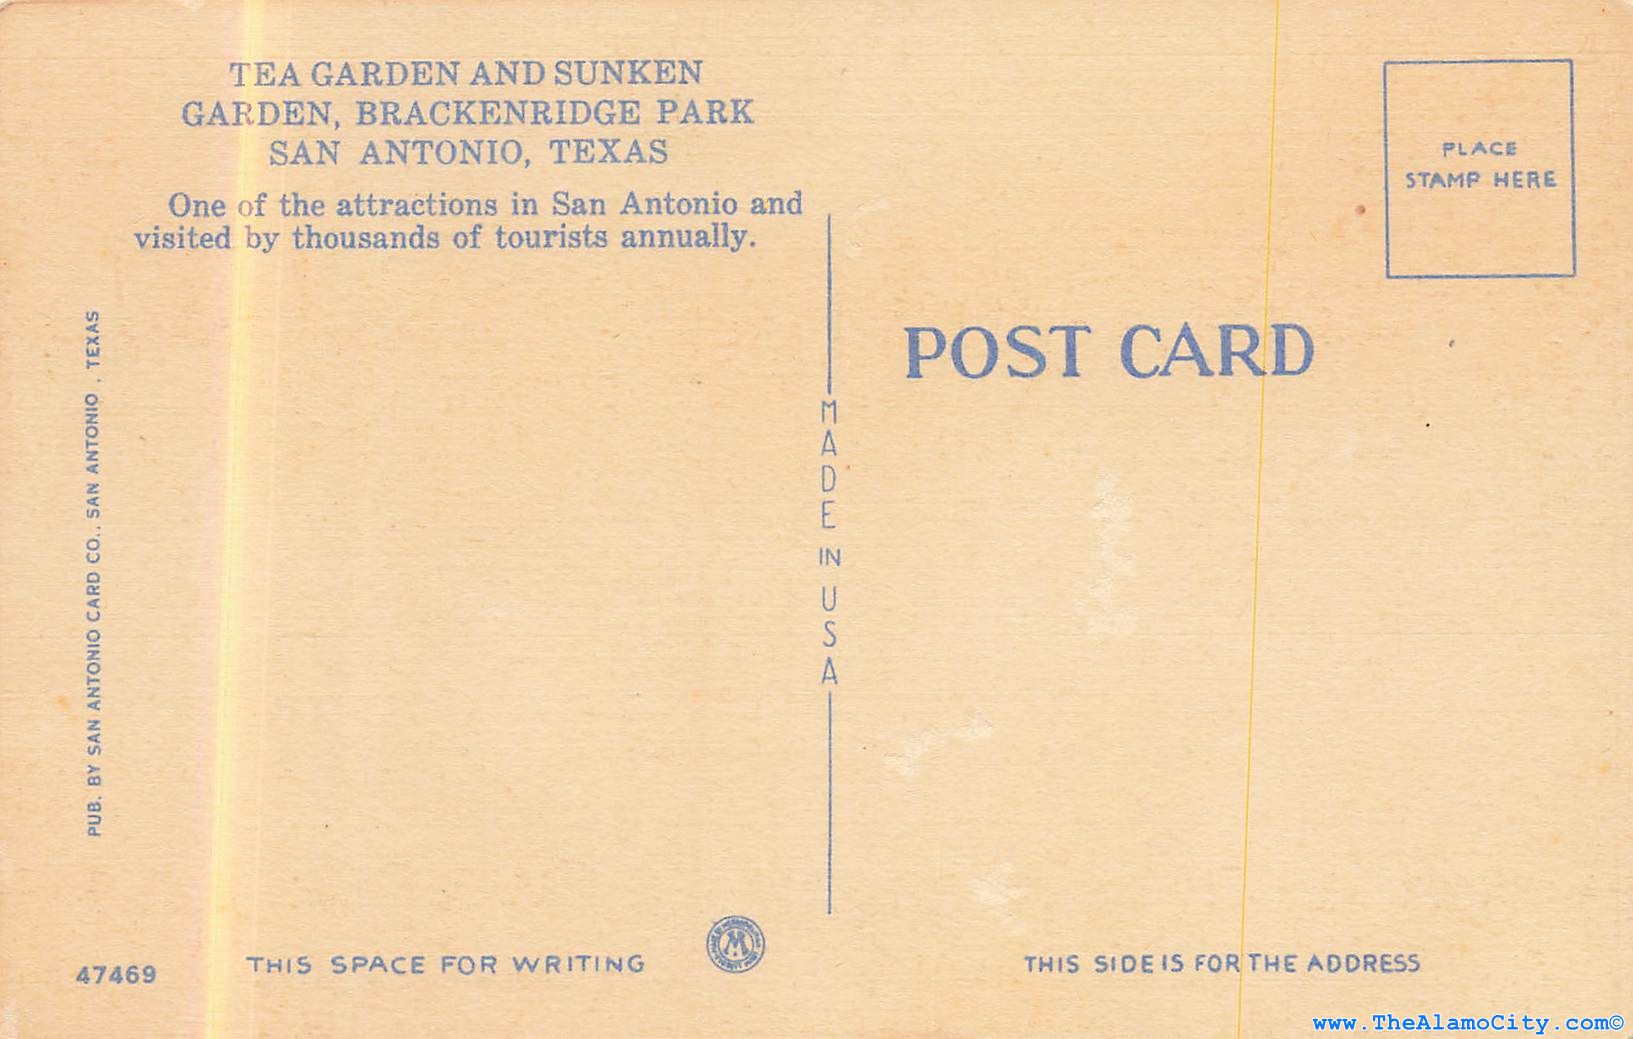 TEA GARDEN AND SUNKEN
GARDEN, BRACKENRIDGE PARK
SAN ANTONIO, TEXAS
One of the attractions in San Antonio and
visited by thousands of tourists annually.
PUB. BY SAN ANTONIO CARD CO., SAN ANTONIO, TEXAS
47469
THIS SPACE FOR WRITING
M
MADE IN USA
PLACE
STAMP HERE
POST CARD
THIS SIDE IS FOR THE ADDRESS
www.TheAlamoCity.com©